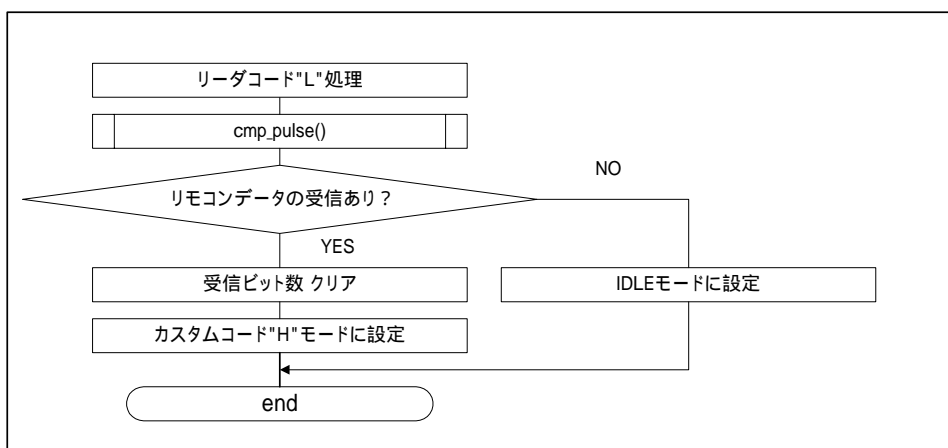 リーダコード"L"処理
cmp_pulse()
リモコンデータの受信あり？
NO
YES
受信ビット数 クリア
IDLEモードに設定
カスタムコード"H"モードに設定
end